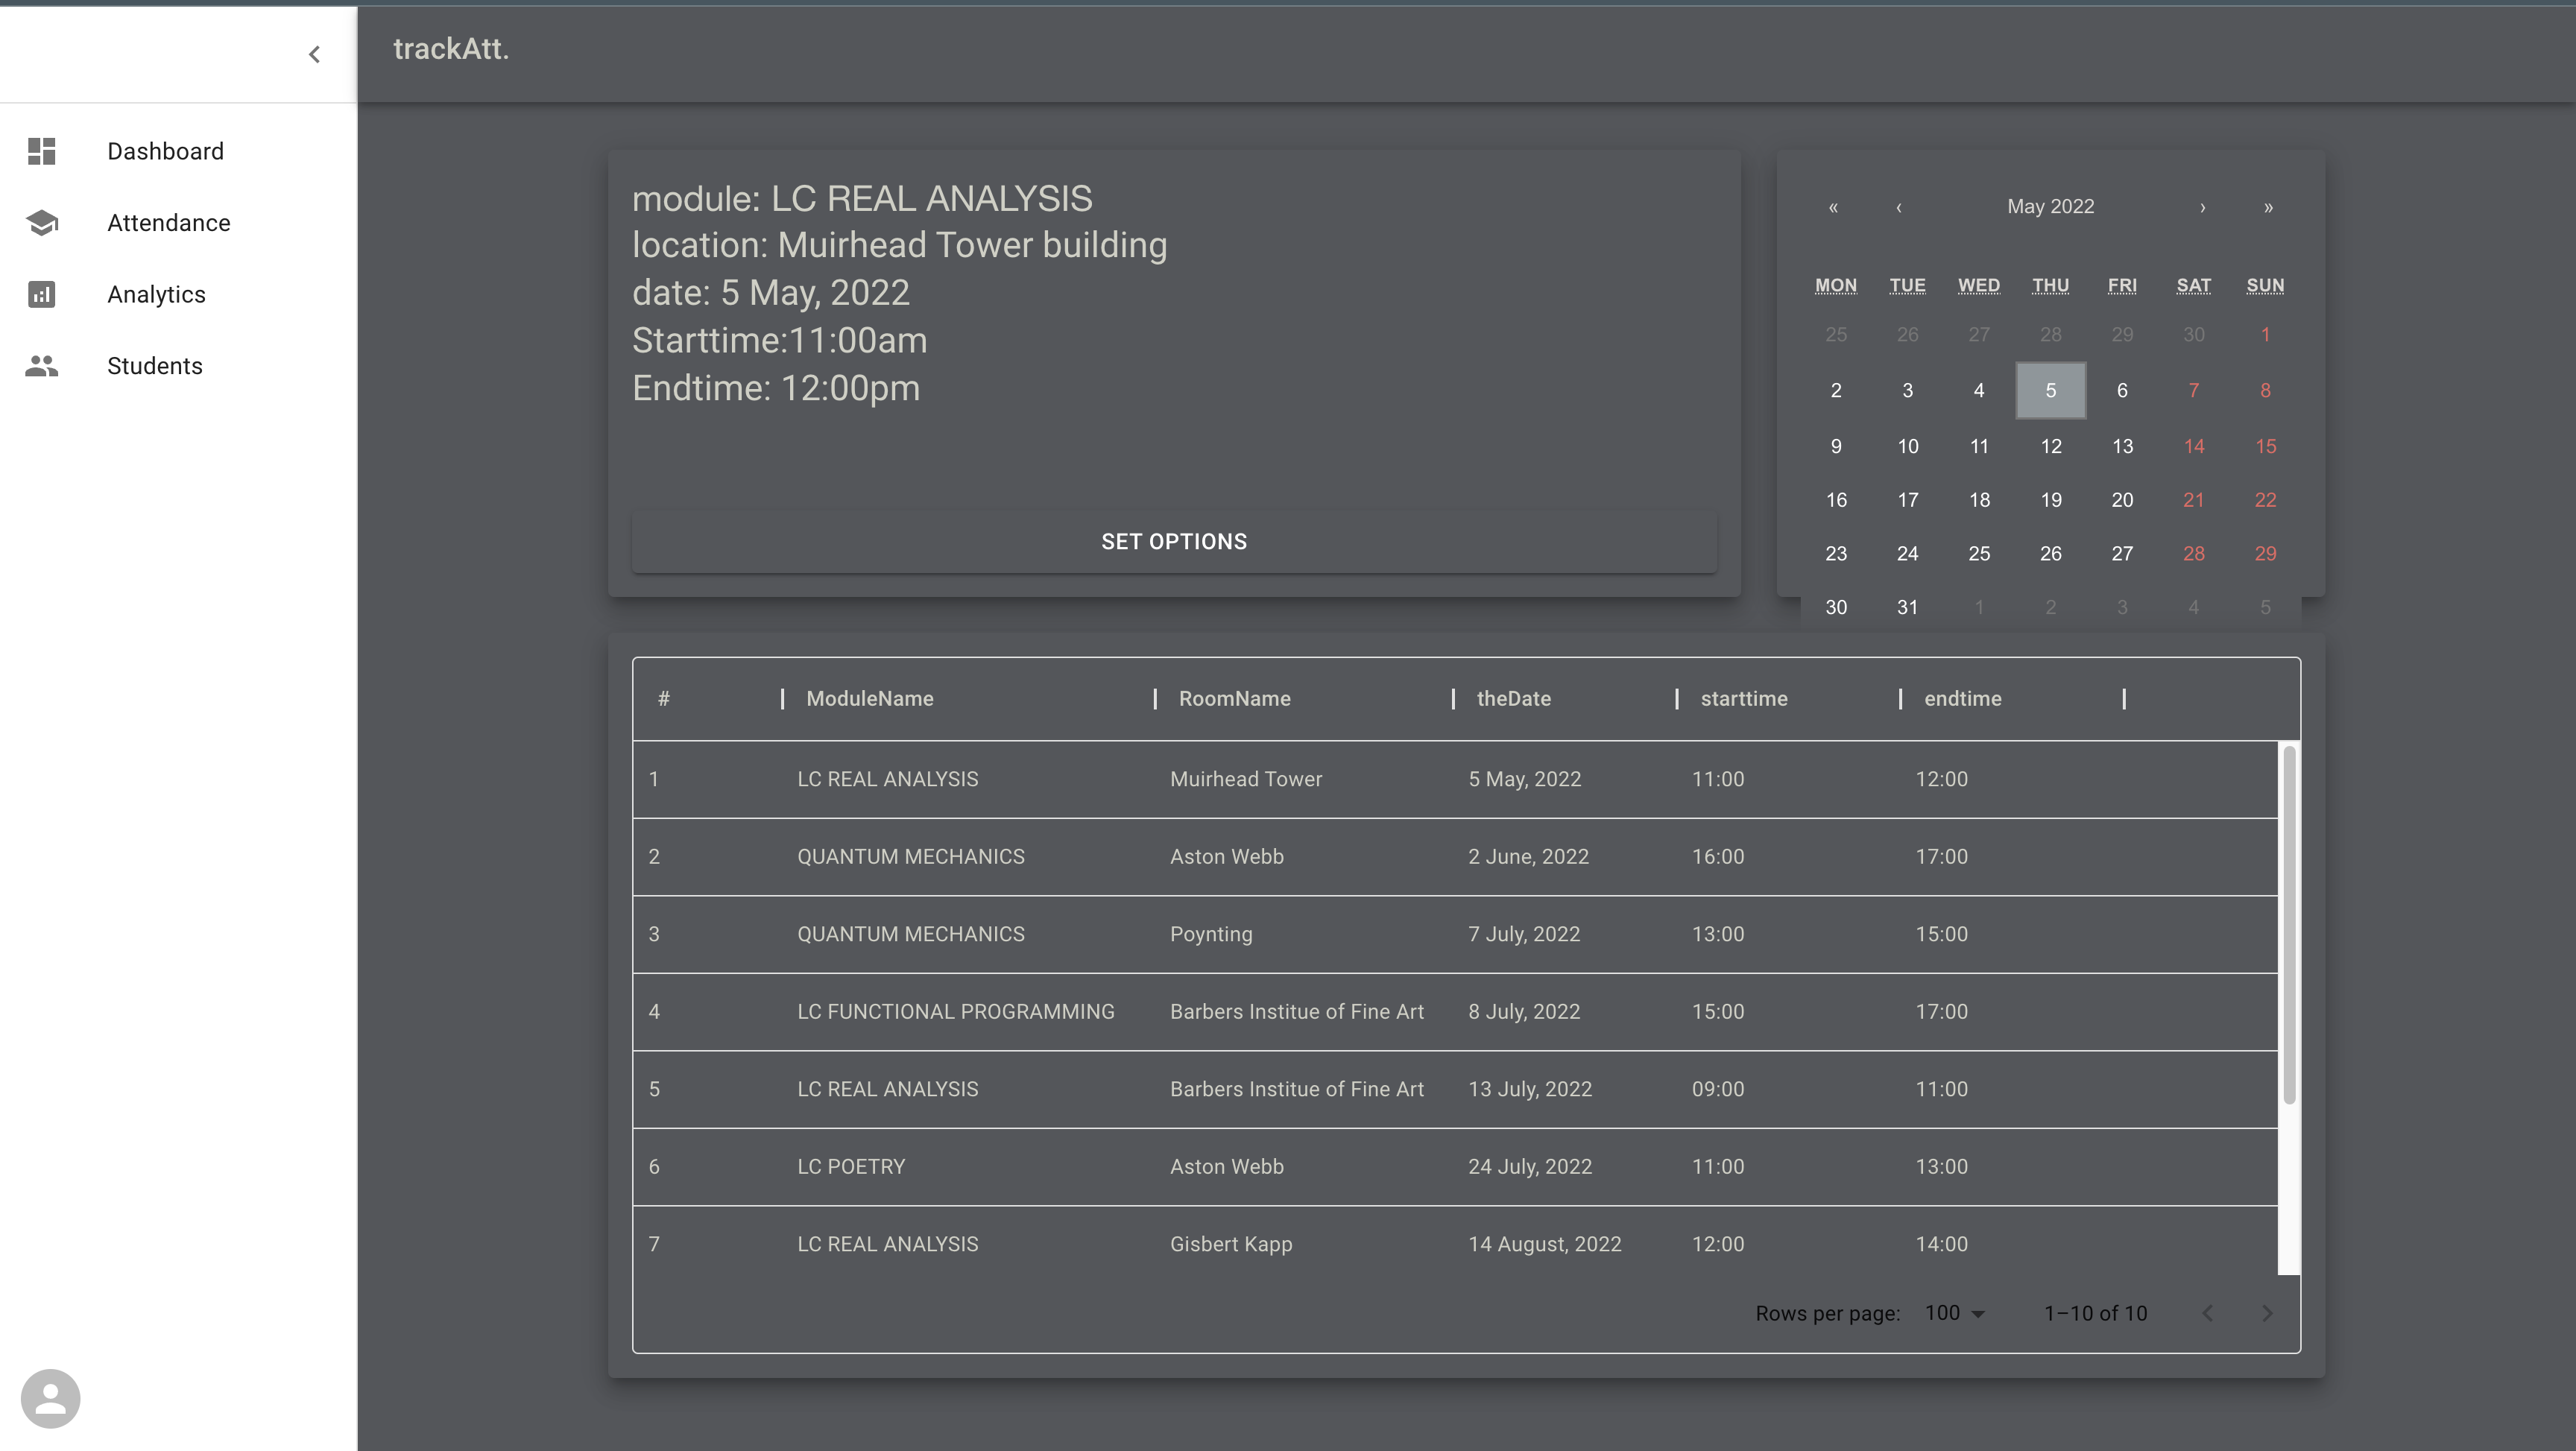 trackAtt.
Dashboard
Attendance
Analytics
Students
module: LC REAL ANALYSIS
location: Muirhead Tower building
date: 5 May, 2022
Starttime:11:00am
Endtime: 12:00pm
SET OPTIONS
« ‹ May 2022 › »
MON TUE WED THU FRI SAT SUN
25 26 27 28 29 30 1
2 3 4 5 6 7 8
9 10 11 12 13 14 15
16 17 18 19 20 21 22
23 24 25 26 27 28 29
30 31 1 2 3 4 5
# ModuleName RoomName theDate starttime endtime
1 LC REAL ANALYSIS Muirhead Tower 5 May, 2022 11:00 12:00
2 QUANTUM MECHANICS Aston Webb 2 June, 2022 16:00 17:00
3 QUANTUM MECHANICS Poynting 7 July, 2022 13:00 15:00
4 LC FUNCTIONAL PROGRAMMING Barbers Institue of Fine Art 8 July, 2022 15:00 17:00
5 LC REAL ANALYSIS Barbers Institue of Fine Art 13 July, 2022 09:00 11:00
6 LC POETRY Aston Webb 24 July, 2022 11:00 13:00
7 LC REAL ANALYSIS Gisbert Kapp 14 August, 2022 12:00 14:00
Rows per page: 100 1–10 of 10